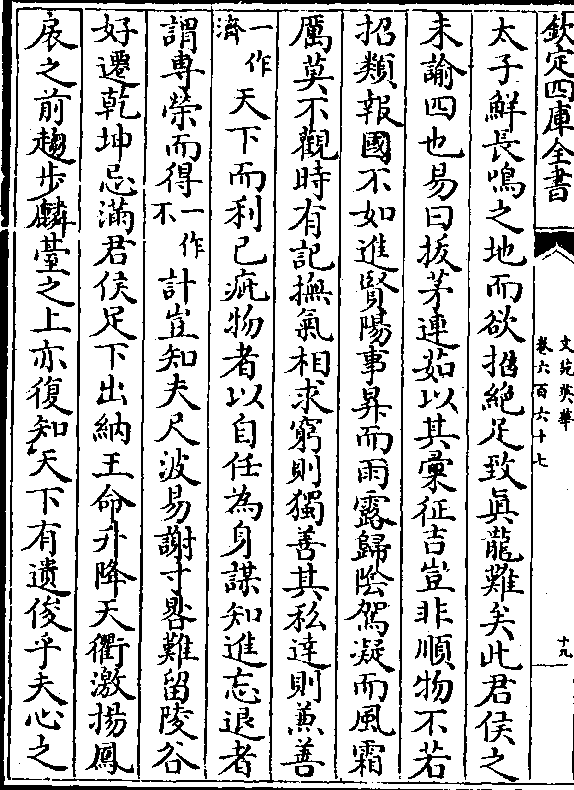 欽定四庫全書
文苑英華
卷六百六十七
十九
太子鮮長鳴之地而欲招絶足致真龍難矣此君侯之
未諭四也易曰拔茅連茹以其彚征吉豈非順物不若
招類報國不如進賢陽事昇而雨露歸陰駕凝而風霜
厲莫不觀時有記撫氣相求窮則獨善其私達則兼善
一作濟天下而利己疵物者以自任為身謀知進忘退者
謂專榮而得一作不計豈知夫尺波易謝寸晷難留陵谷
好遷乾坤忌滿君侯足下出納王命升降天衢激揚鳳
扆之前趨步麟臺之上亦復知天下有遺俊乎夫心之